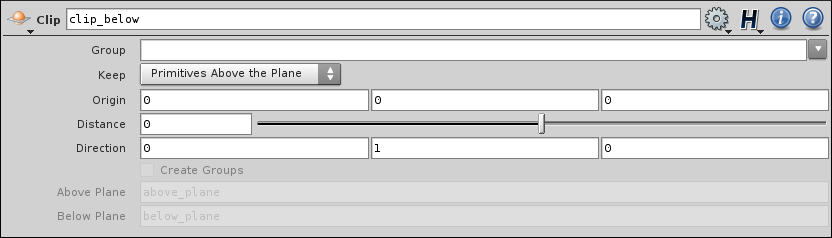 Clip clip_below H i ?
Group
Keep Primitives Above the Plane
Origin 0 0 0
Distance 0
Direction 0 1 0
Create Groups
Above Plane above_plane
Below Plane below_plane